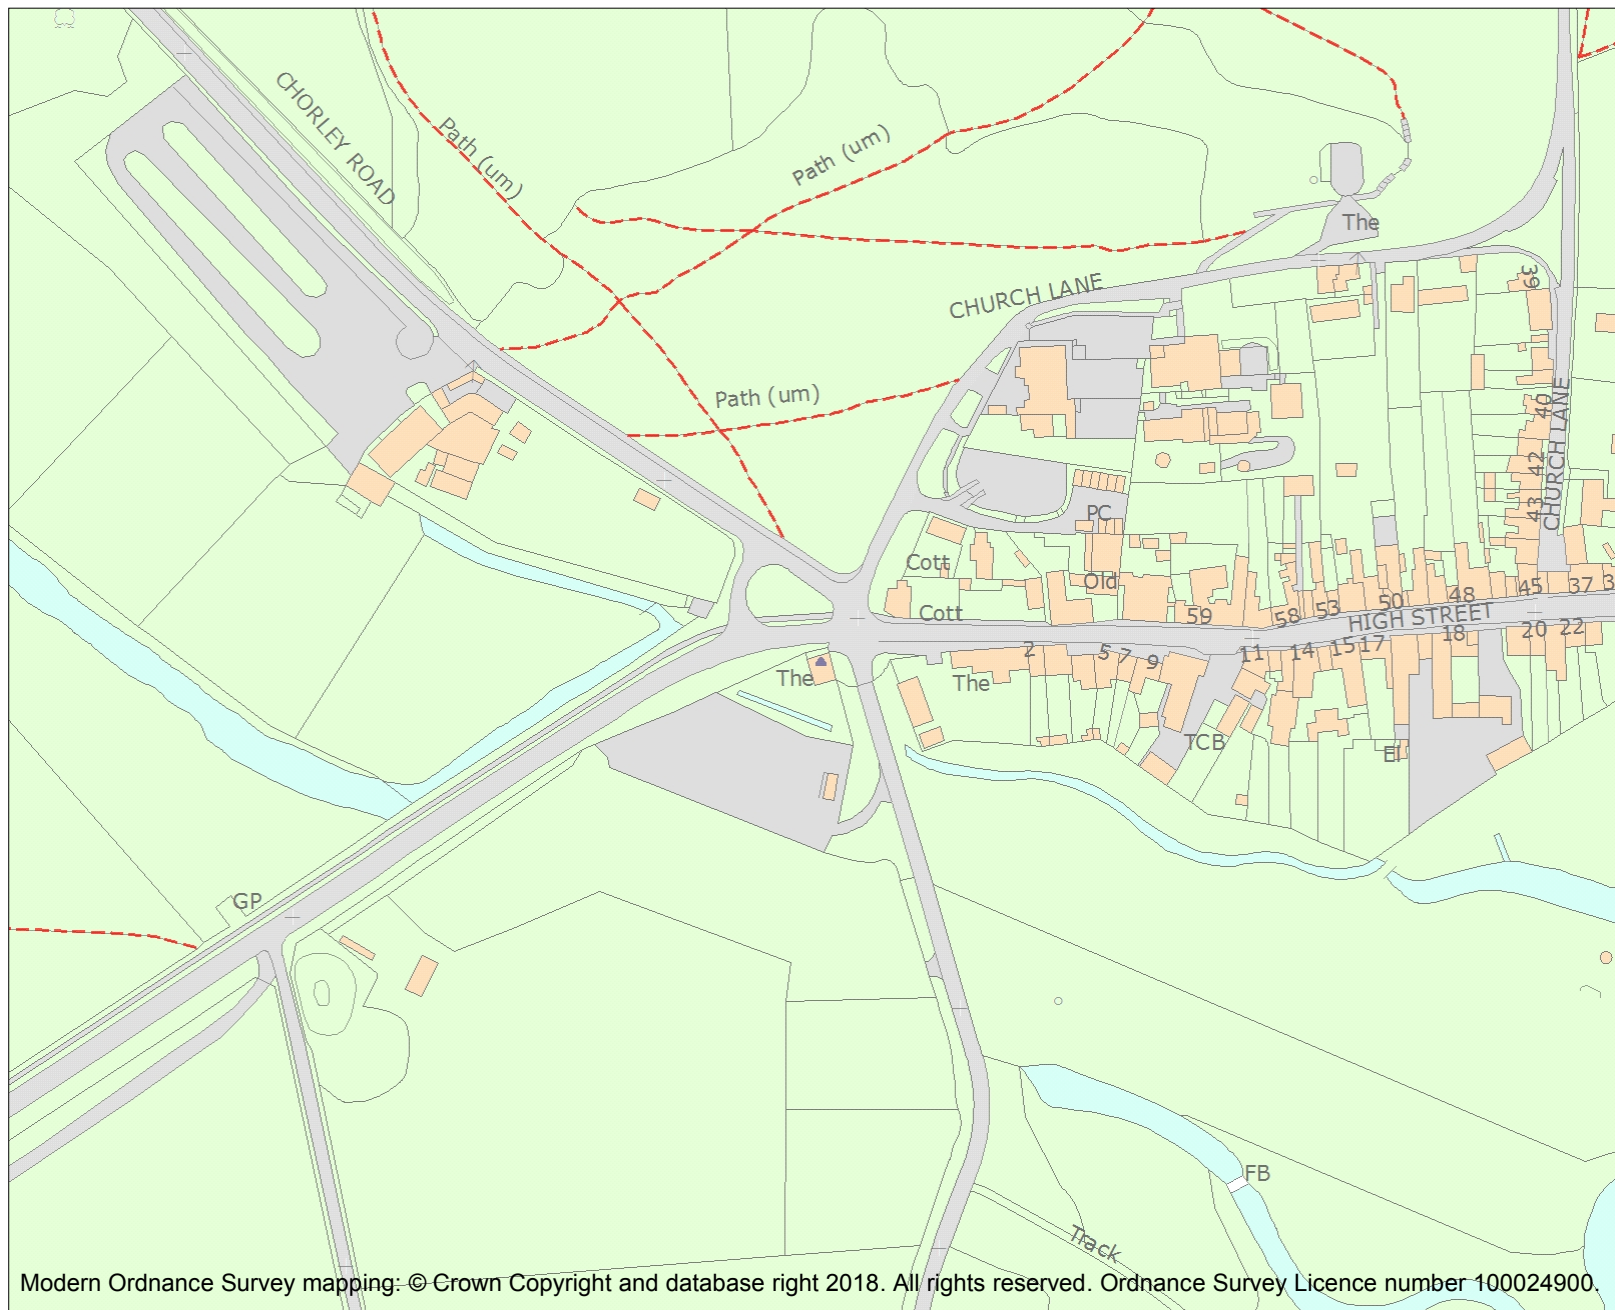 CHORLEY ROAD
Path (um)
Path (um)
The
CHURCH LANE
39
Path (um)
40
42
43
CHURCH LANE
PC
Cott
Old
Cott
59
58
53
50
48
45
37
3
HIGH STREET
2
5
7
9
11
14
15
17
18
20
22
The
The
TCB
El
GP
FB
Track
Modern Ordnance Survey mapping: © Crown Copyright and database right 2018. All rights reserved. Ordnance Survey Licence number 100024900.